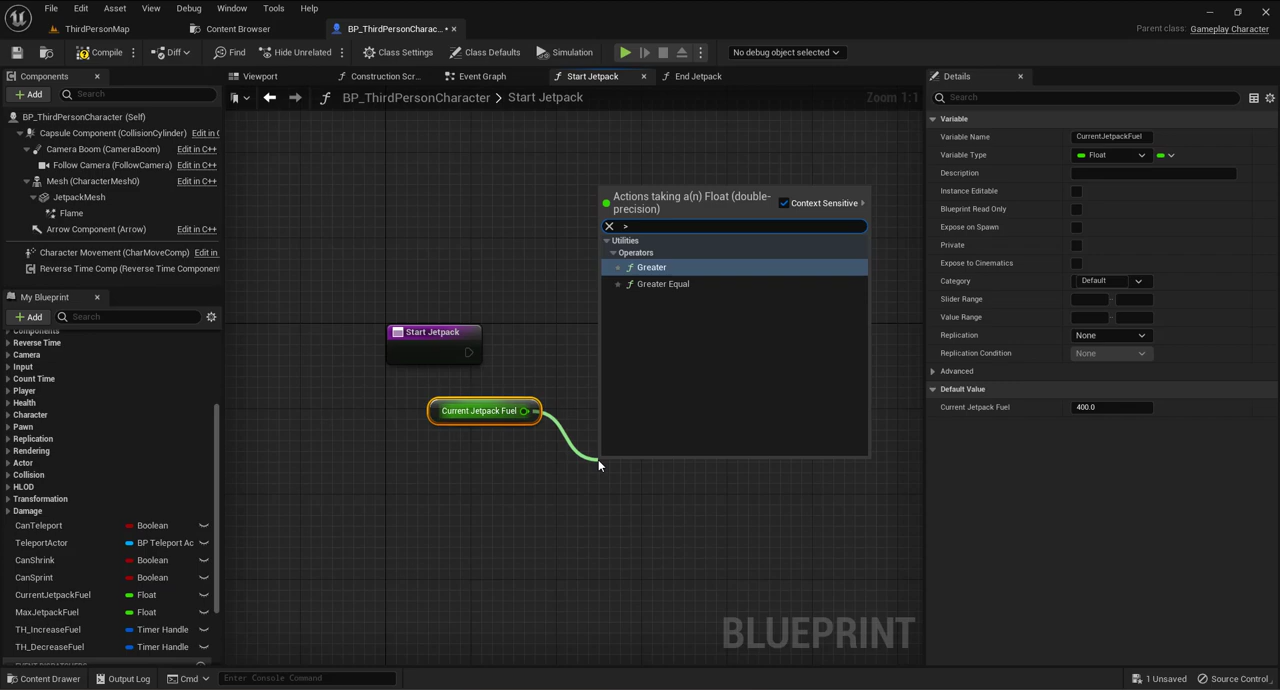 File Edit Asset View Debug Window Tools Help
ThirdPersonMap
Content Browser
BP_ThirdPersonCharac... •
Parent class: Gameplay Character
Compile
Diff
Find
Hide Unrelated
Class Settings
Class Defaults
Simulation
No debug object selected
Components
Add
Search
BP_ThirdPersonCharacter (Self)
Capsule Component (CollisionCylinder) Edit in C
Camera Boom (CameraBoom) Edit in C++
Follow Camera (FollowCamera) Edit in C++
Mesh (CharacterMesh0) Edit in C++
JetpackMesh
Flame
Arrow Component (Arrow) Edit in C++
Character Movement (CharMoveComp) Edit in
Reverse Time Comp (Reverse Time Component
My Blueprint
Add
Search
Components
Reverse Time
Camera
Input
Count Time
Player
Health
Character
Pawn
Replication
Rendering
Actor
Collision
HLOD
Transformation
Damage
CanTeleport Boolean
TeleportActor BP Teleport Ac
CanShrink Boolean
CanSprint Boolean
CurrentJetpackFuel Float
MaxJetpackFuel Float
TH_IncreaseFuel Timer Handle
TH_DecreaseFuel Timer Handle
EVENT DISPATCHERS
Viewport
Construction Scr...
Event Graph
Start Jetpack
End Jetpack
BP_ThirdPersonCharacter > Start Jetpack
Zoom 1:1
Start Jetpack
Current Jetpack Fuel
Actions taking a(n) Float (double-
precision)
Context Sensitive
>
Utilities
Operators
Greater
Greater Equal
BLUEPRINT
Details
Search
Variable
Variable Name CurrentJetpackFuel
Variable Type Float
Description
Instance Editable
Blueprint Read Only
Expose on Spawn
Private
Expose to Cinematics
Category Default
Slider Range
Value Range
Replication None
Replication Condition None
Advanced
Default Value
Current Jetpack Fuel 400.0
Content Drawer
Output Log
Cmd
Enter Console Command
1 Unsaved
Source Control